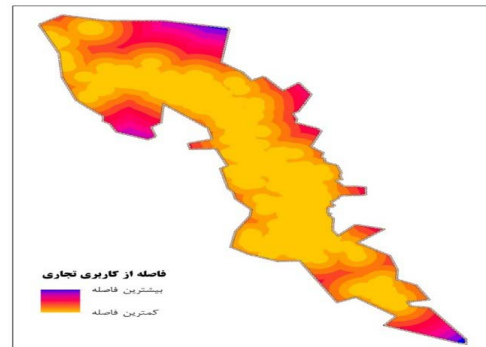 فاصله از کاربری تجاری
بیشترین فاصله
کمترین فاصله